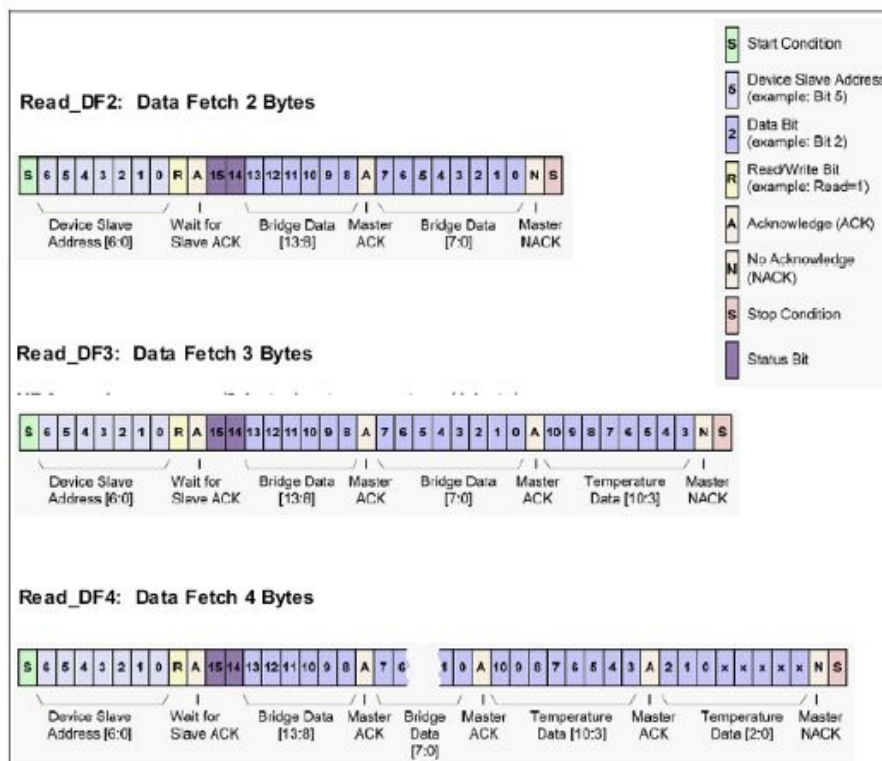 S Start Condition
5 Device Slave Address
(example: Bit 5)
2 Data Bit
(example: Bit 2)
R Read/Write Bit
(example: Read=1)
A Acknowledge (ACK)
N No Acknowledge
(NACK)
S Stop Condition
Status Bit
Read_DF2: Data Fetch 2 Bytes
S 6 5 4 3 2 1 0 R A 15 14 13 12 11 10 9 8 A 7 6 5 4 3 2 1 0 N S
Device Slave Wait for Bridge Data Master Bridge Data Master
Address [6:0] Slave ACK [13:8] ACK [7:0] NACK
Read_DF3: Data Fetch 3 Bytes
S 6 5 4 3 2 1 0 R A 15 14 13 12 11 10 9 8 A 7 6 5 4 3 2 1 0 A 10 9 8 7 6 5 4 3 N S
Device Slave Wait for Bridge Data Master Bridge Data Master Temperature Master
Address [6:0] Slave ACK [13:8] ACK [7:0] ACK Data [10:3] NACK
Read_DF4: Data Fetch 4 Bytes
S 6 5 4 3 2 1 0 R A 15 14 13 12 11 10 9 8 A 7 6 1 0 A 10 9 8 7 6 5 4 3 A 2 1 0 x x x x x N S
Device Slave Wait for Bridge Data Master Bridge Master Temperature Master Temperature Master
Address [6:0] Slave ACK [13:8] ACK Data ACK Data [10:3] ACK Data [2:0] NACK
[7:0]